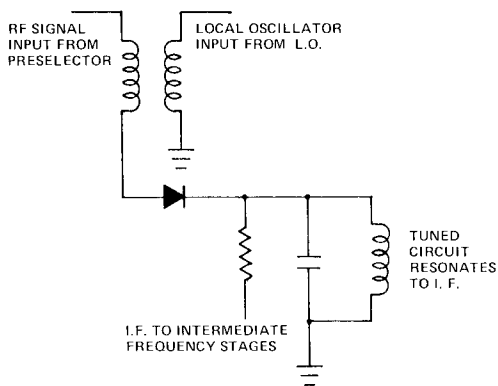 RF SIGNAL
INPUT FROM
PRESELECTOR
LOCAL OSCILLATOR
INPUT FROM L.O.
TUNED
CIRCUIT
RESONATES
TO I. F.
I.F. TO INTERMEDIATE
FREQUENCY STAGES